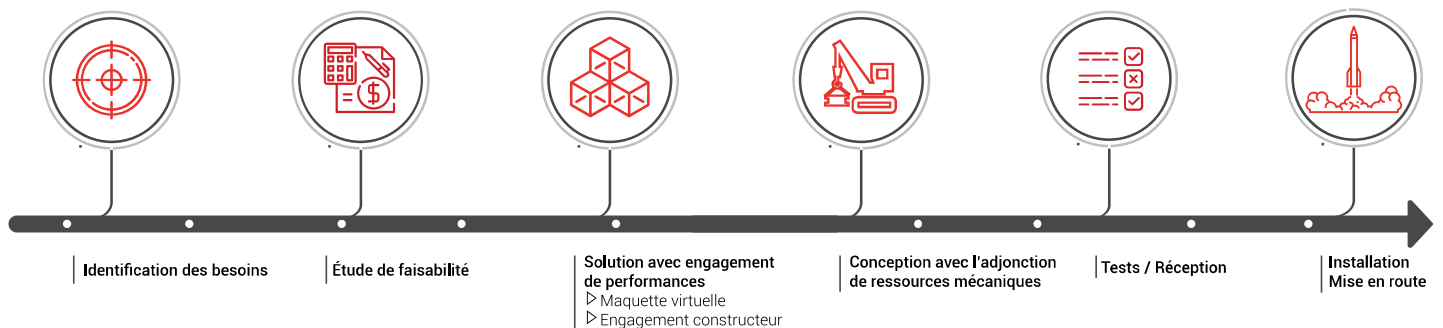 Identification des besoins
Étude de faisabilité
Solution avec engagement
de performances
▷ Maquette virtuelle
▷ Engagement constructeur
Conception avec l'adjonction
de ressources mécaniques
Tests / Réception
Installation
Mise en route